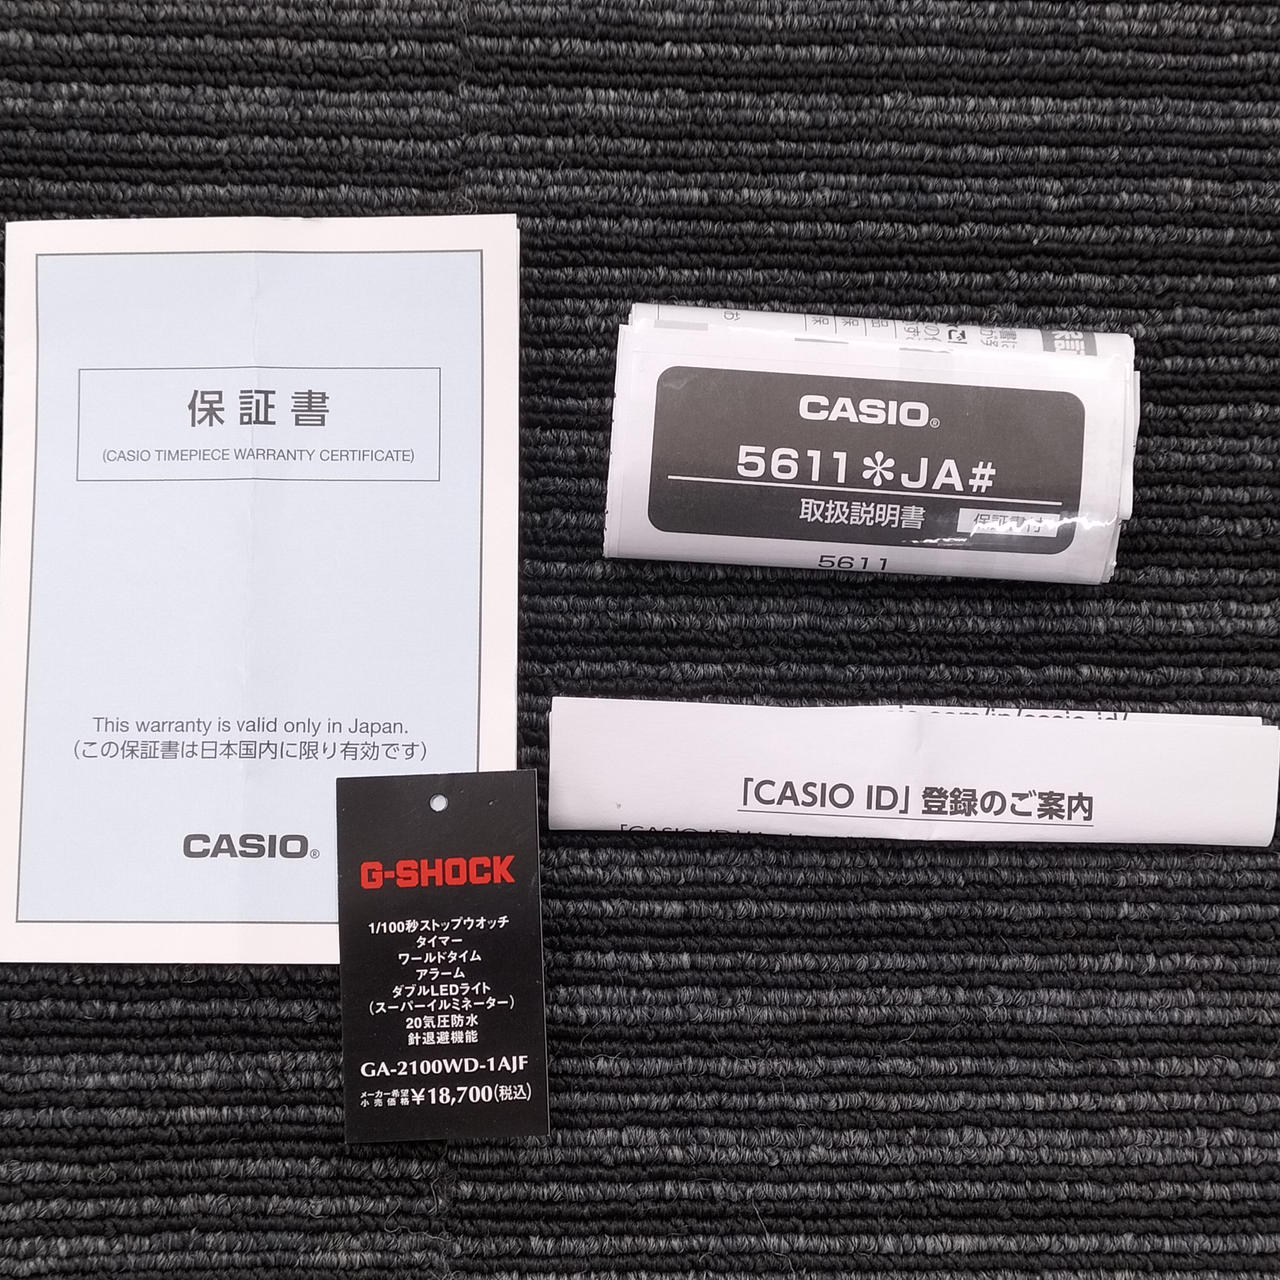 保証書
(CASIO TIMEPIECE WARRANTY CERTIFICATE)
This warranty is valid only in Japan.
(この保証書は日本国内に限り有効です)
CASIO®
CASIO®
5611＊JA#
取扱説明書 保証書付
5611
「CASIO ID」登録のご案内
G-SHOCK
1/100秒ストップウオッチ
タイマー
ワールドタイム
アラーム
ダブルLEDライト
(スーパーイルミネーター)
20気圧防水
針退避機能
GA-2100WD-1AJF
メーカー希望小売価格 ¥18,700(税込)